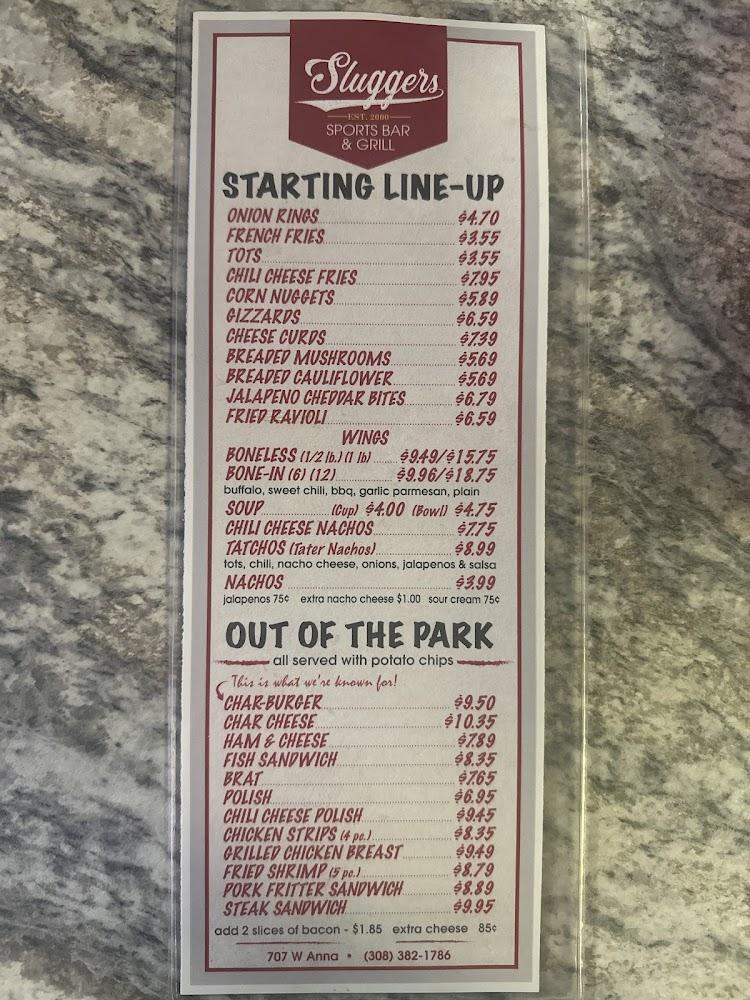 Sluggers
EST. 2000
SPORTS BAR
& GRILL
STARTING LINE-UP
ONION RINGS $4.70
FRENCH FRIES $3.55
TOTS $3.55
CHILI CHEESE FRIES $7.95
CORN NUGGETS $5.89
GIZZARDS $6.59
CHEESE CURDS $7.39
BREADED MUSHROOMS $5.69
BREADED CAULIFLOWER $5.69
JALAPENO CHEDDAR BITES $6.79
FRIED RAVIOLI $6.59
WINGS
BONELESS (1/2 lb.) (1 lb) $9.49/$15.75
BONE-IN (6) (12) $9.96/$18.75
buffalo, sweet chili, bbq, garlic parmesan, plain
SOUP (Cup) $4.00 (Bowl) $4.75
CHILI CHEESE NACHOS $7.75
TATCHOS (Tater Nachos) $8.99
tots, chili, nacho cheese, onions, jalapenos & salsa
NACHOS $3.99
jalapenos 75¢ extra nacho cheese $1.00 sour cream 75¢
OUT OF THE PARK
all served with potato chips
This is what we're known for!
CHAR-BURGER $9.50
CHAR CHEESE $10.35
HAM & CHEESE $7.89
FISH SANDWICH $8.35
BRAT $7.65
POLISH $6.95
CHILI CHEESE POLISH $9.45
CHICKEN STRIPS (4 pc.) $8.35
GRILLED CHICKEN BREAST $9.49
FRIED SHRIMP (5 pc.) $8.79
PORK FRITTER SANDWICH $8.89
STEAK SANDWICH $9.95
add 2 slices of bacon - $1.85 extra cheese 85¢
707 W Anna • (308) 382-1786